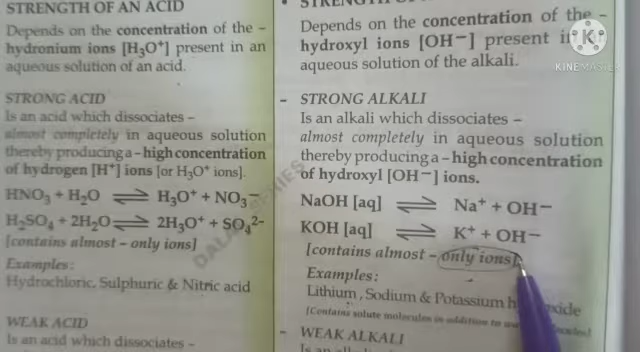 STRENGTH OF AN ACID
Depends on the concentration of the –
hydronium ions [H₃O⁺] present in an
aqueous solution of an acid.
STRONG ACID
Is an acid which dissociates –
almost completely in aqueous solution
thereby producing a – high concentration
of hydrogen [H⁺] ions [or H₃O⁺ ions].
HNO₃ + H₂O ⇌ H₃O⁺ + NO₃⁻
H₂SO₄ + 2H₂O ⇌ 2H₃O⁺ + SO₄²⁻
[contains almost – only ions]
Examples:
Hydrochloric, Sulphuric & Nitric acid
WEAK ACID
Is an acid which dissociates –
Depends on the concentration of the –
hydroxyl ions [OH⁻] present in
aqueous solution of the alkali.
– STRONG ALKALI
Is an alkali which dissociates –
almost completely in aqueous solution
thereby producing a – high concentration
of hydroxyl [OH⁻] ions.
NaOH [aq] ⇌ Na⁺ + OH⁻
KOH [aq] ⇌ K⁺ + OH⁻
[contains almost – only ions]
Examples:
Lithium, Sodium & Potassium
[Contains solute molecules in addition to
– WEAK ALKALI
K
KINEMASTER